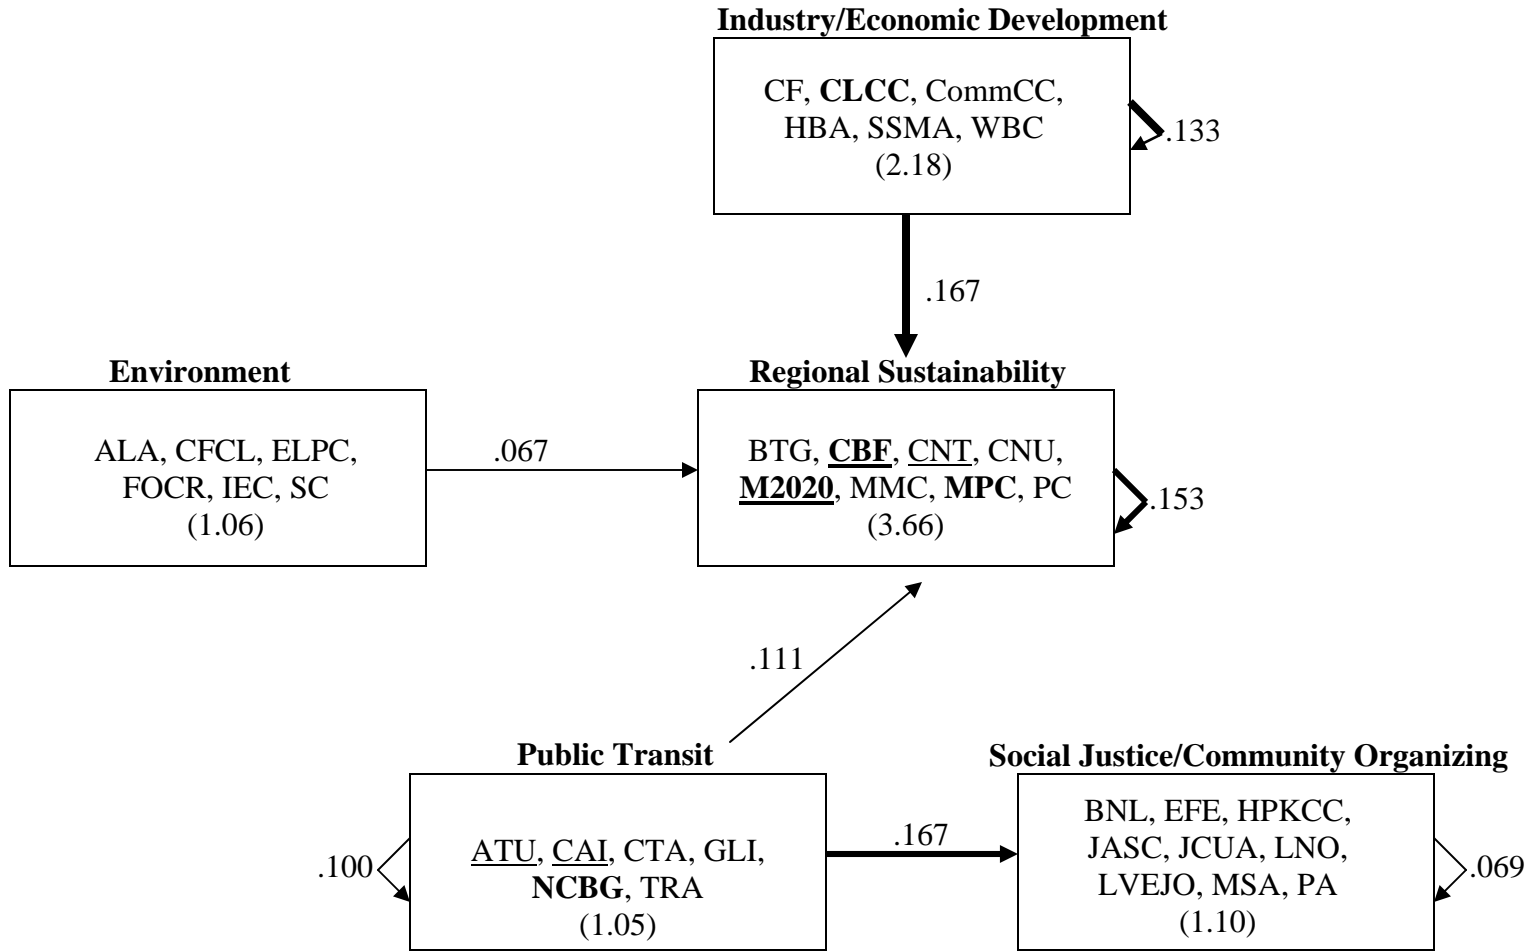 Industry/Economic Development
CF, CLCC, CommCC,
HBA, SSMA, WBC
(2.18)
.133
.167
Environment
ALA, CFCL, ELPC,
FOCR, IEC, SC
(1.06)
.067
Regional Sustainability
BTG, CBF, CNT, CNU,
M2020, MMC, MPC, PC
(3.66)
.153
.111
Public Transit
ATU, CAI, CTA, GLI,
NCBG, TRA
(1.05)
.100
.167
Social Justice/Community Organizing
BNL, EFE, HPKCC,
JASC, JCUA, LNO,
LVEJO, MSA, PA
(1.10)
.069